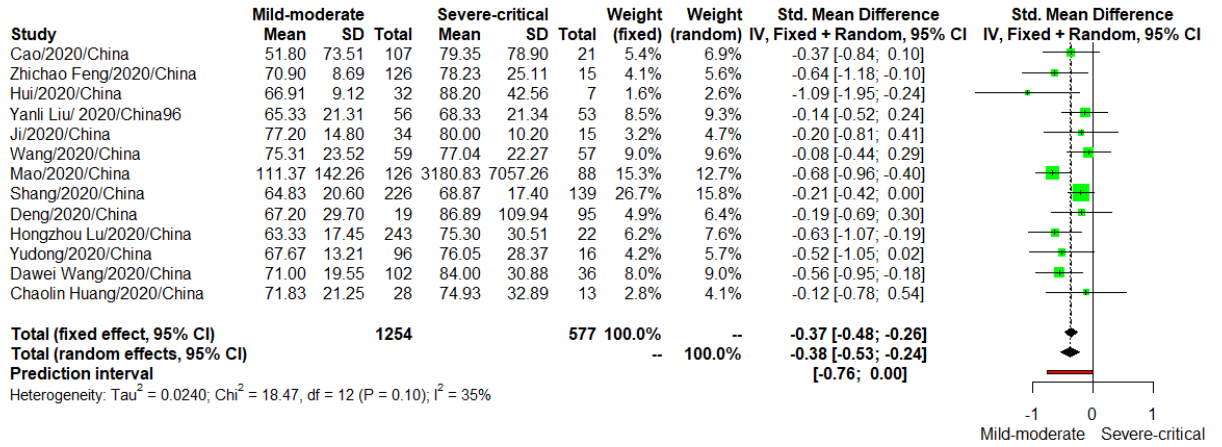 Mild-moderate Severe-critical Weight Weight Std. Mean Difference Std. Mean Difference
Study Mean SD Total Mean SD Total (fixed) (random) IV, Fixed + Random, 95% CI IV, Fixed + Random, 95% CI
Cao/2020/China 51.80 73.51 107 79.35 78.90 21 5.4% 6.9% -0.37 [-0.84; 0.10]
Zhichao Feng/2020/China 70.90 8.69 126 78.23 25.11 15 4.1% 5.6% -0.64 [-1.18; -0.10]
Hui/2020/China 66.91 9.12 32 88.20 42.56 7 1.6% 2.6% -1.09 [-1.95; -0.24]
Yanli Liu/ 2020/China96 65.33 21.31 56 68.33 21.34 53 8.5% 9.4% -0.14 [-0.52; 0.24]
Ji/2020/China 77.20 14.80 34 80.00 10.20 15 3.2% 4.7% -0.20 [-0.81; 0.41]
Wang/2020/China 75.31 23.52 59 77.04 22.27 57 9.0% 9.6% -0.08 [-0.44; 0.29]
Mao/2020/China 111.37 142.26 126 3180.83 7057.26 88 15.3% 12.7% -0.68 [-0.96; -0.40]
Shang/2020/China 64.83 20.60 226 68.87 17.40 139 26.7% 15.8% -0.21 [-0.42; 0.00]
Deng/2020/China 67.20 29.70 19 86.89 109.94 95 4.9% 6.4% -0.19 [-0.69; 0.30]
Hongzhou Lu/2020/China 63.33 17.45 243 75.30 30.51 22 6.2% 7.6% -0.63 [-1.07; -0.19]
Yudong/2020/China 67.67 13.21 96 76.05 28.37 16 4.2% 5.7% -0.52 [-1.05; 0.02]
Dawei Wang/2020/China 71.00 19.55 102 84.00 30.88 36 8.0% 9.0% -0.56 [-0.95; -0.18]
Chaolin Huang/2020/China 71.83 21.25 28 74.93 32.89 13 2.8% 4.1% -0.12 [-0.78; 0.54]
Total (fixed effect, 95% CI) 1254 577 100.0% -- -0.37 [-0.48; -0.26]
Total (random effects, 95% CI) -- 100.0% -0.38 [-0.53; -0.24]
Prediction interval [-0.76; 0.00]
Heterogeneity: Tau² = 0.0240; Chi² = 18.47, df = 12 (P = 0.10); I² = 35%
-1 0 1
Mild-moderate Severe-critical